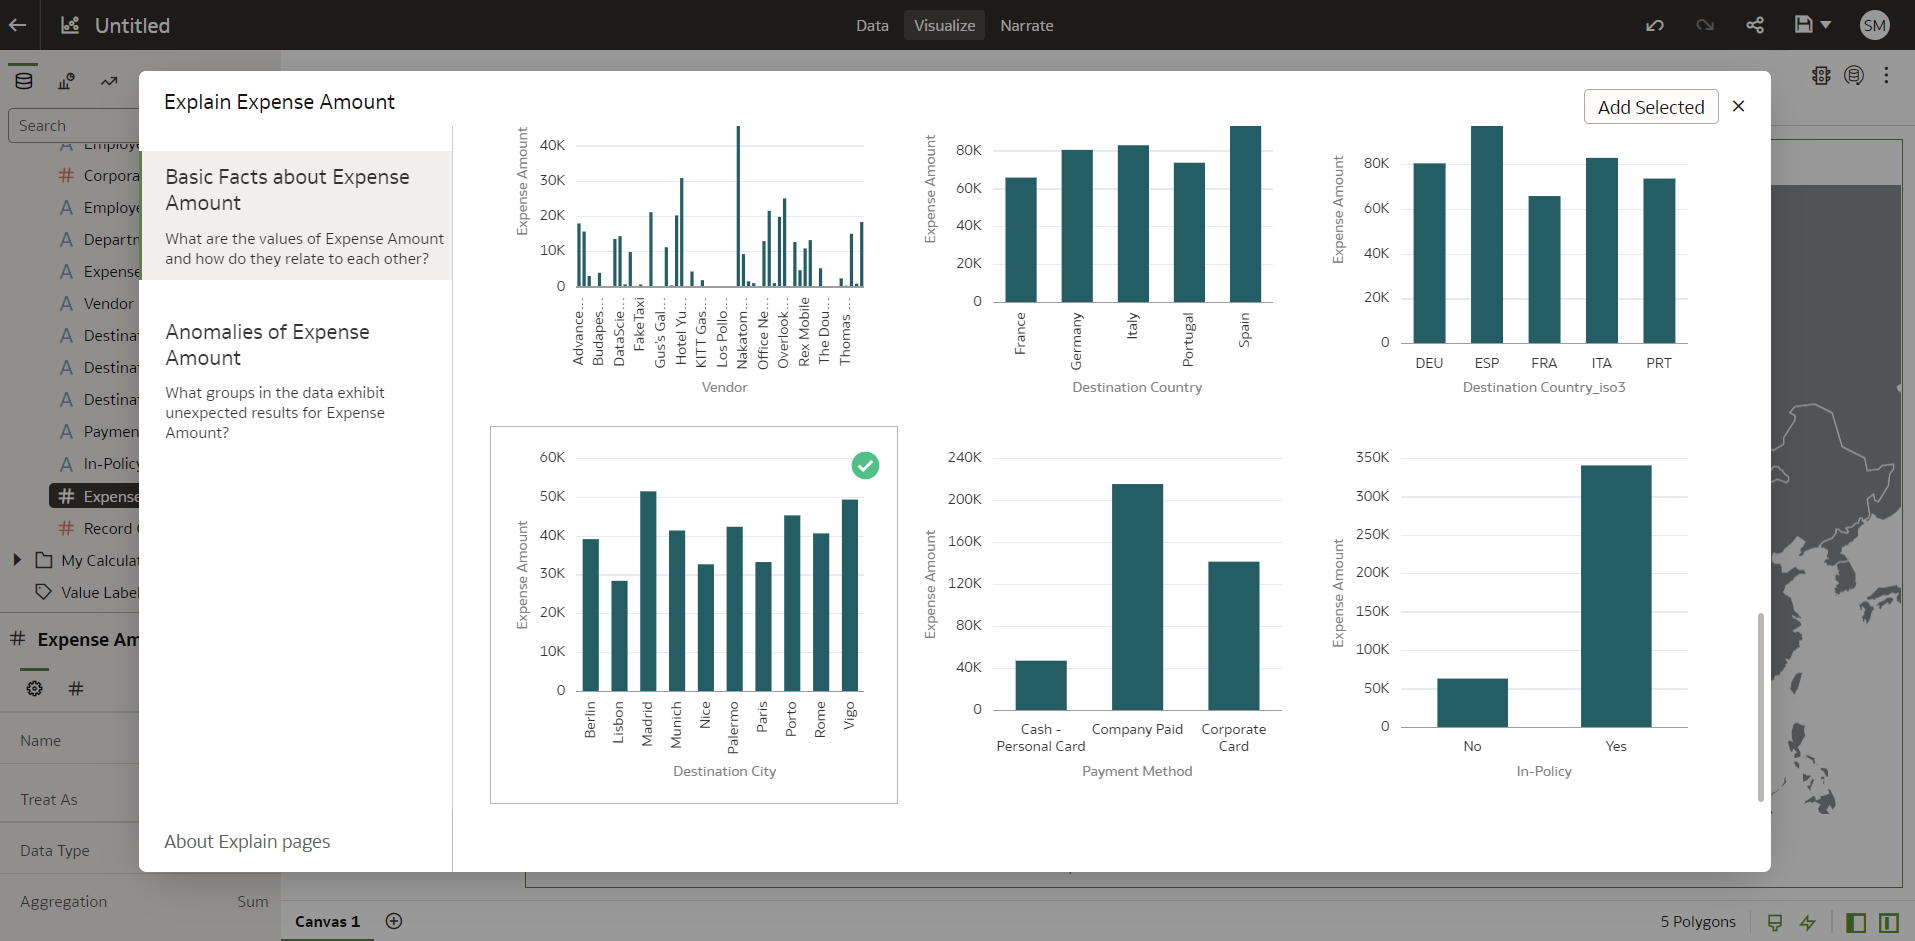 Untitled
Data
Visualize
Narrate
SM
Search
Employe
Corpora
Employe
Departn
Expense
Vendor
Destina
Destina
Destina
Paymen
In-Policy
Expense
Record
My Calculat
Value Label
# Expense Am
#
Name
Treat As
Data Type
Aggregation
Sum
Explain Expense Amount
Add Selected
Basic Facts about Expense
Amount
What are the values of Expense Amount
and how do they relate to each other?
Anomalies of Expense
Amount
What groups in the data exhibit
unexpected results for Expense
Amount?
About Explain pages
Expense Amount
40K
30K
20K
10K
0
Advance...
Budapes...
DataScie...
FakeTaxi
Gus's Gal...
Hotel Yu...
KITT Gas...
Los Pollo...
Nakatom...
Office Ne...
Overlook...
Rex Mobile
The Dou...
Thomas ...
Vendor
Expense Amount
80K
60K
40K
20K
0
France
Germany
Italy
Portugal
Spain
Destination Country
Expense Amount
80K
60K
40K
20K
0
DEU
ESP
FRA
ITA
PRT
Destination Country_iso3
Expense Amount
60K
50K
40K
30K
20K
10K
0
Berlin
Lisbon
Madrid
Munich
Nice
Palermo
Paris
Porto
Rome
Vigo
Destination City
Expense Amount
240K
200K
160K
120K
80K
40K
0
Cash -
Personal Card
Company Paid
Corporate
Card
Payment Method
Expense Amount
350K
300K
250K
200K
150K
100K
50K
0
No
Yes
In-Policy
Canvas 1
5 Polygons